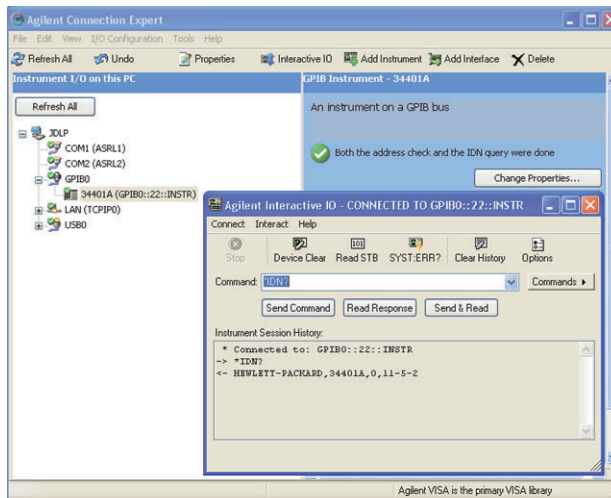 Agilent Connection Expert
File Edit View I/O Configuration Tools Help
Refresh All Undo Properties Interactive IO Add Instrument Add Interface Delete
Instrument I/O on this PC
Refresh All
JDLP
COM1 (ASRL1)
COM2 (ASRL2)
GPIB0
34401A (GPIB0::22::INSTR)
LAN (TCPIP0)
USB0
GPIB Instrument - 34401A
An instrument on a GPIB bus
Both the address check and the IDN query were done
Change Properties...
Agilent Interactive IO - CONNECTED TO GPIB0::22::INSTR
Connect Interact Help
Stop Device Clear Read STB SYST:ERR? Clear History Options
Command: *IDN? Commands
Send Command Read Response Send & Read
Instrument Session History:
* Connected to: GPIB0::22::INSTR
-> *IDN?
<- HEWLETT-PACKARD,34401A,0,11-5-2
Agilent VISA is the primary VISA library